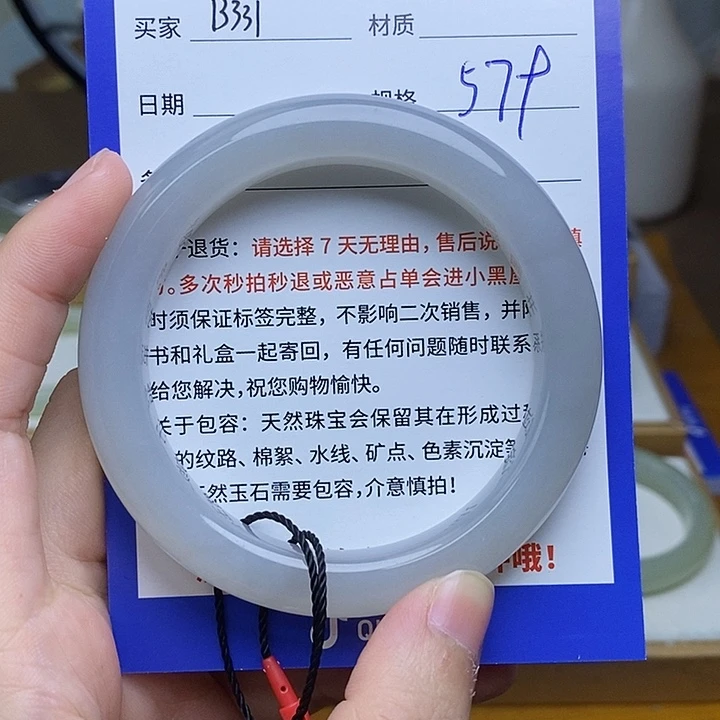 买家 B331 材质
日期 规格 57中
退货：请选择7天无理由，售后说
多次秒拍秒退或恶意占单会进小黑屋
时须保证标签完整，不影响二次销售，并附
书和礼盒一起寄回，有任何问题随时联系
给您解决，祝您购物愉快。
关于包容：天然珠宝会保留其在形成过
的纹路、棉絮、水线、矿点、色素沉淀等
然玉石需要包容，介意慎拍！
哦！